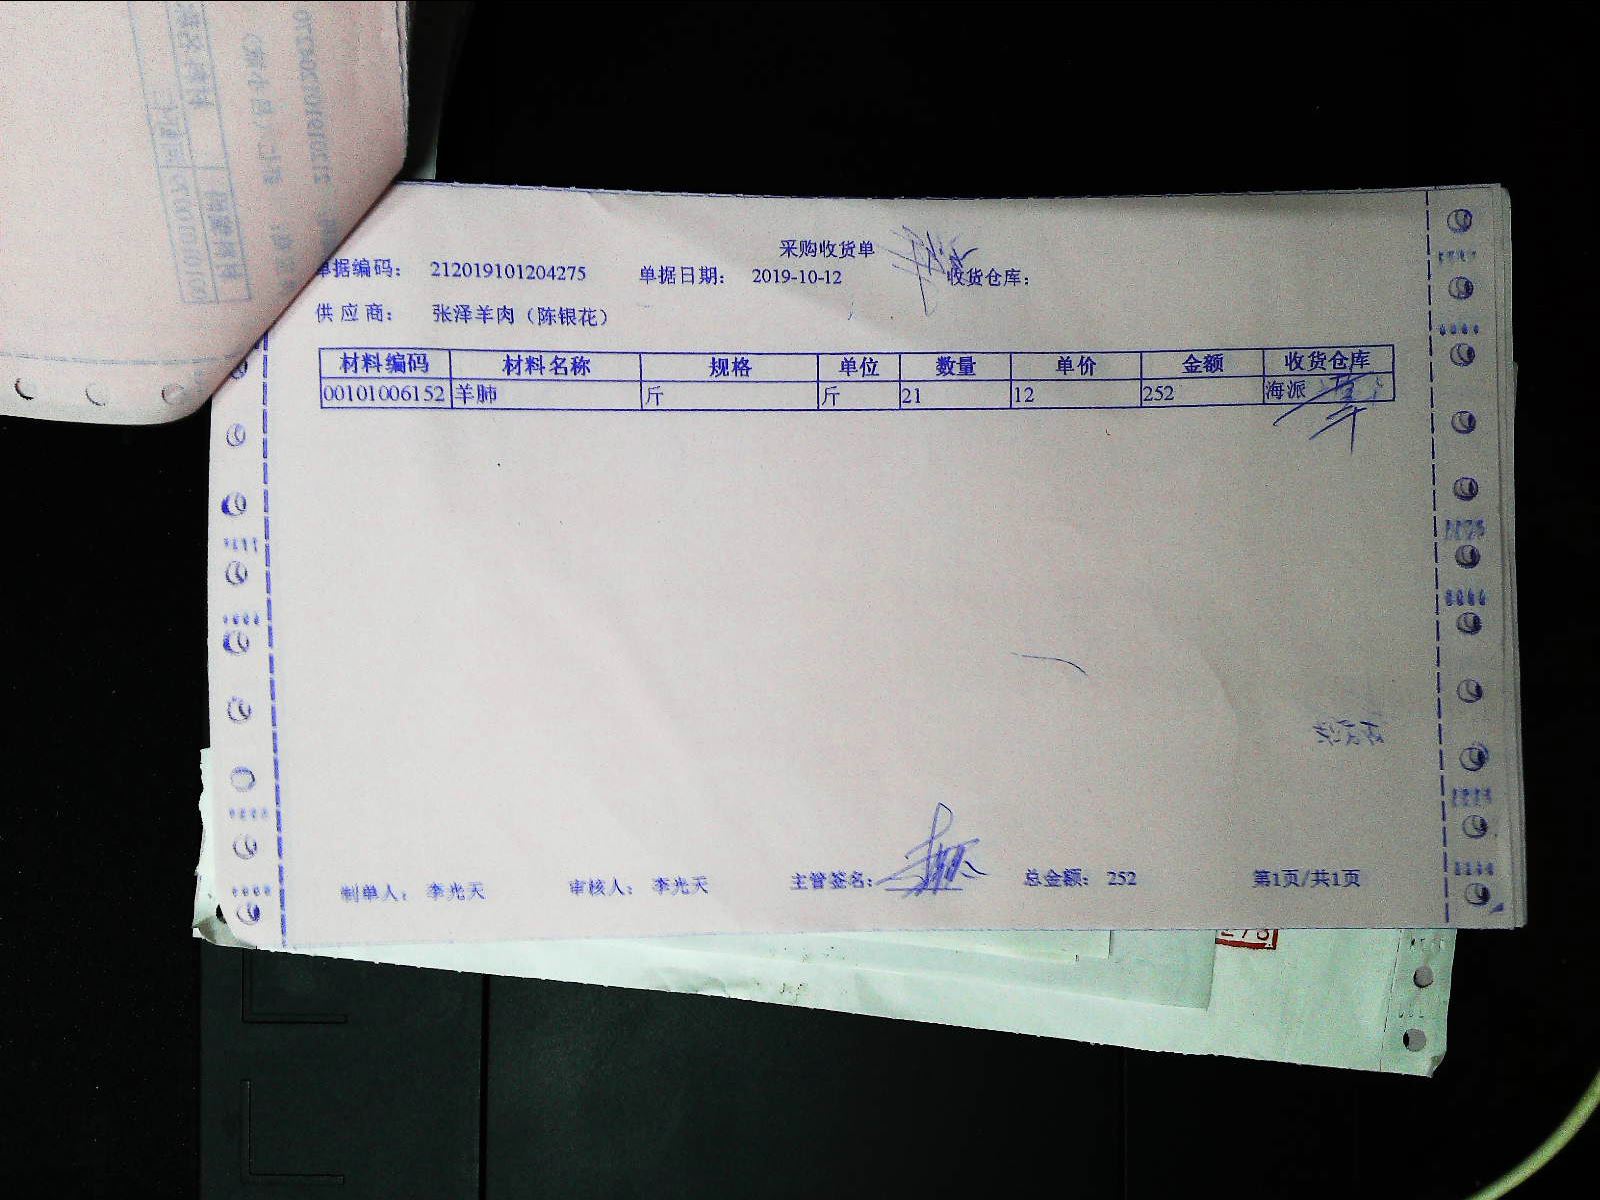 采购收货单
单据编码： 212019101204275 单据日期： 2019-10-12 收货仓库：
供应商： 张泽羊肉（陈银花）
材料编码 材料名称 规格 单位 数量 单价 金额 收货仓库
00101006152 羊肺 斤 斤 21 12 252 海派
制单人： 李光天 审核人： 李光天 主管签名： 总金额： 252 第1页/共1页